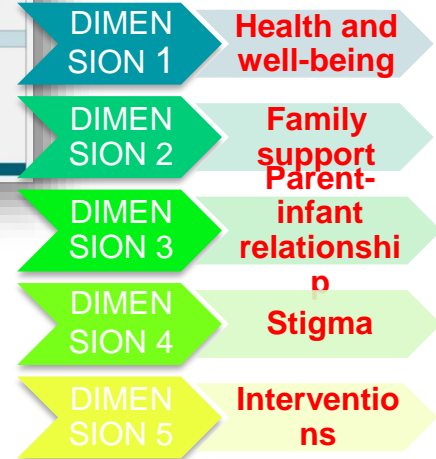 DIMEN
SION 1
Health and
well-being
DIMEN
SION 2
Family
support
DIMEN
SION 3
Parent-
infant
relationshi
p
DIMEN
SION 4
Stigma
DIMEN
SION 5
Interventio
ns